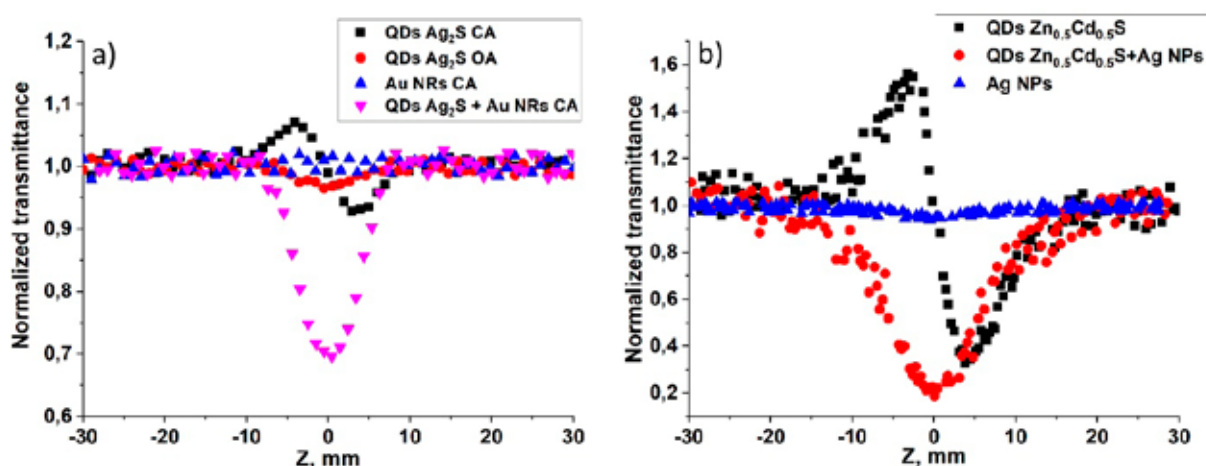 a)
QDs Ag₂S CA
QDs Ag₂S OA
Au NRs CA
QDs Ag₂S + Au NRs CA
1,2
1,1
1,0
0,9
0,8
0,7
0,6
Normalized transmittance
-30 -20 -10 0 10 20 30
Z, mm
b)
QDs Zn₀.₅Cd₀.₅S
QDs Zn₀.₅Cd₀.₅S+Ag NPs
Ag NPs
1,6
1,4
1,2
1,0
0,8
0,6
0,4
0,2
Normalized transmittance
-30 -20 -10 0 10 20 30
Z, mm